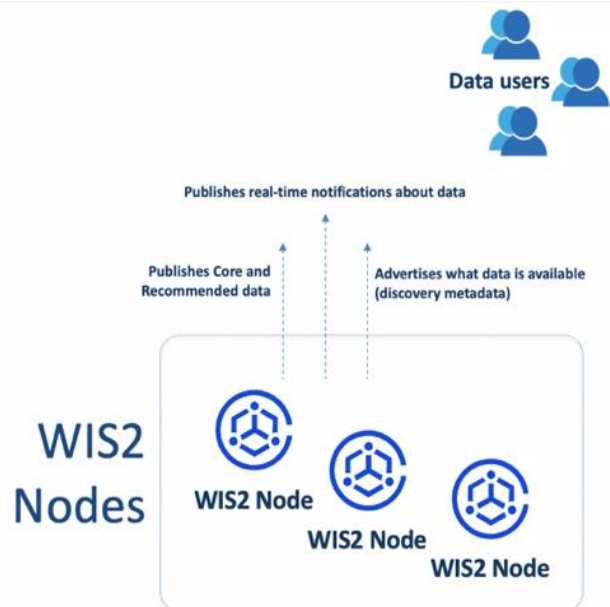 Data users
Publishes real-time notifications about data
Publishes Core and
Recommended data
Advertises what data is available
(discovery metadata)
WIS2
Nodes
WIS2 Node
WIS2 Node
WIS2 Node